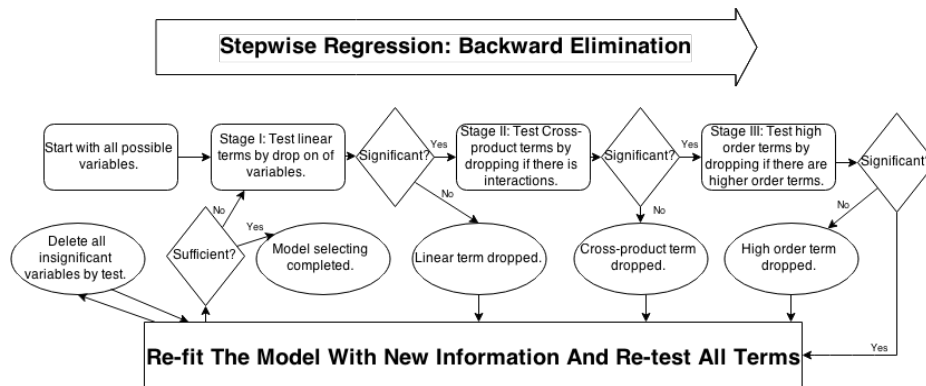 Stepwise Regression: Backward Elimination
Start with all possible
variables.
Stage I: Test linear
terms by drop on of
variables.
Significant?
Yes
Stage II: Test Cross-
product terms by
dropping if there is
interactions.
Significant?
Yes
Stage III: Test high
order terms by
dropping if there are
higher order terms.
Significant?
No
Yes
No
No
No
Delete all
insignificant
variables by test.
Sufficient?
Model selecting
completed.
Linear term dropped.
Cross-product term
dropped.
High order term
dropped.
Yes
Re-fit The Model With New Information And Re-test All Terms